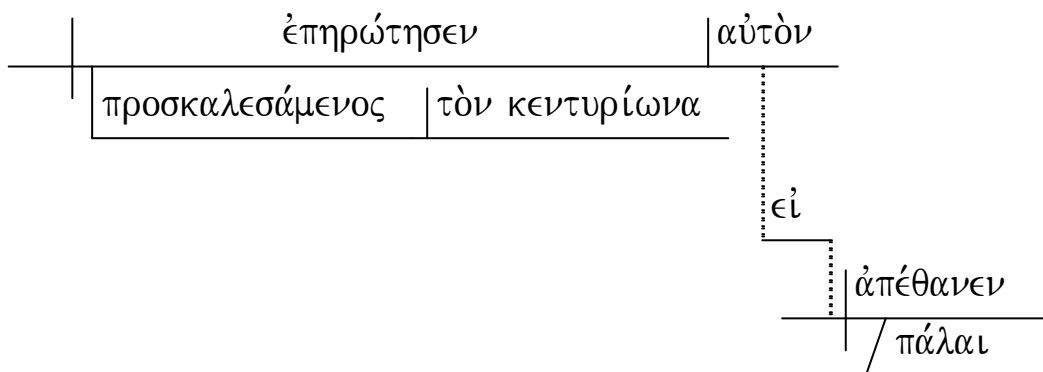 ἐπηρώτησεν αὐτὸν
προσκαλεσάμενος τὸν κεντυρίωνα
εἰ
ἀπέθανεν
πάλαι